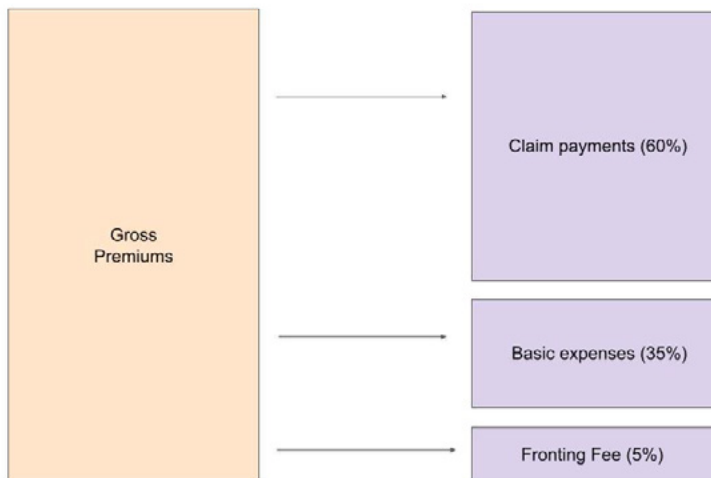 Gross
Premiums
Claim payments (60%)
Basic expenses (35%)
Fronting Fee (5%)